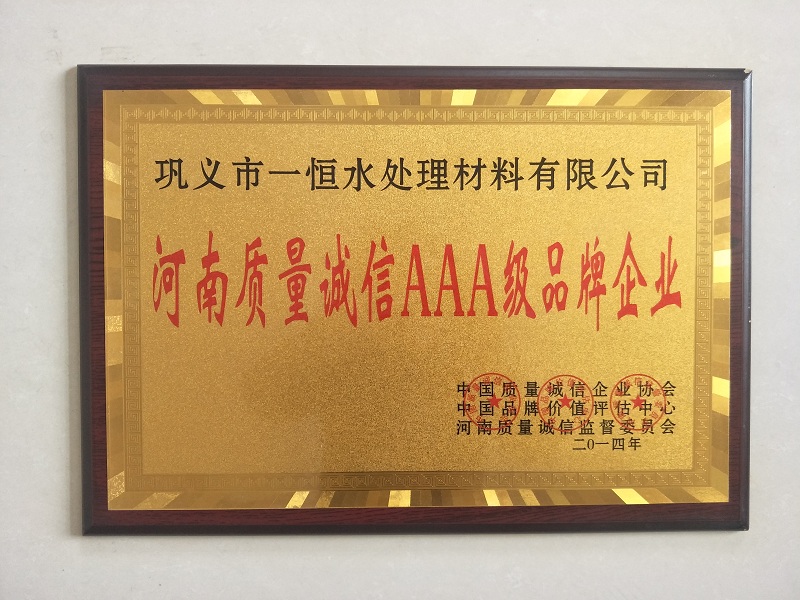 巩义市一恒水处理材料有限公司
河南质量诚信AAA级品牌企业
中国质量诚信企业协会
中国品牌价值评估中心
河南质量诚信监督委员会
二0一四年